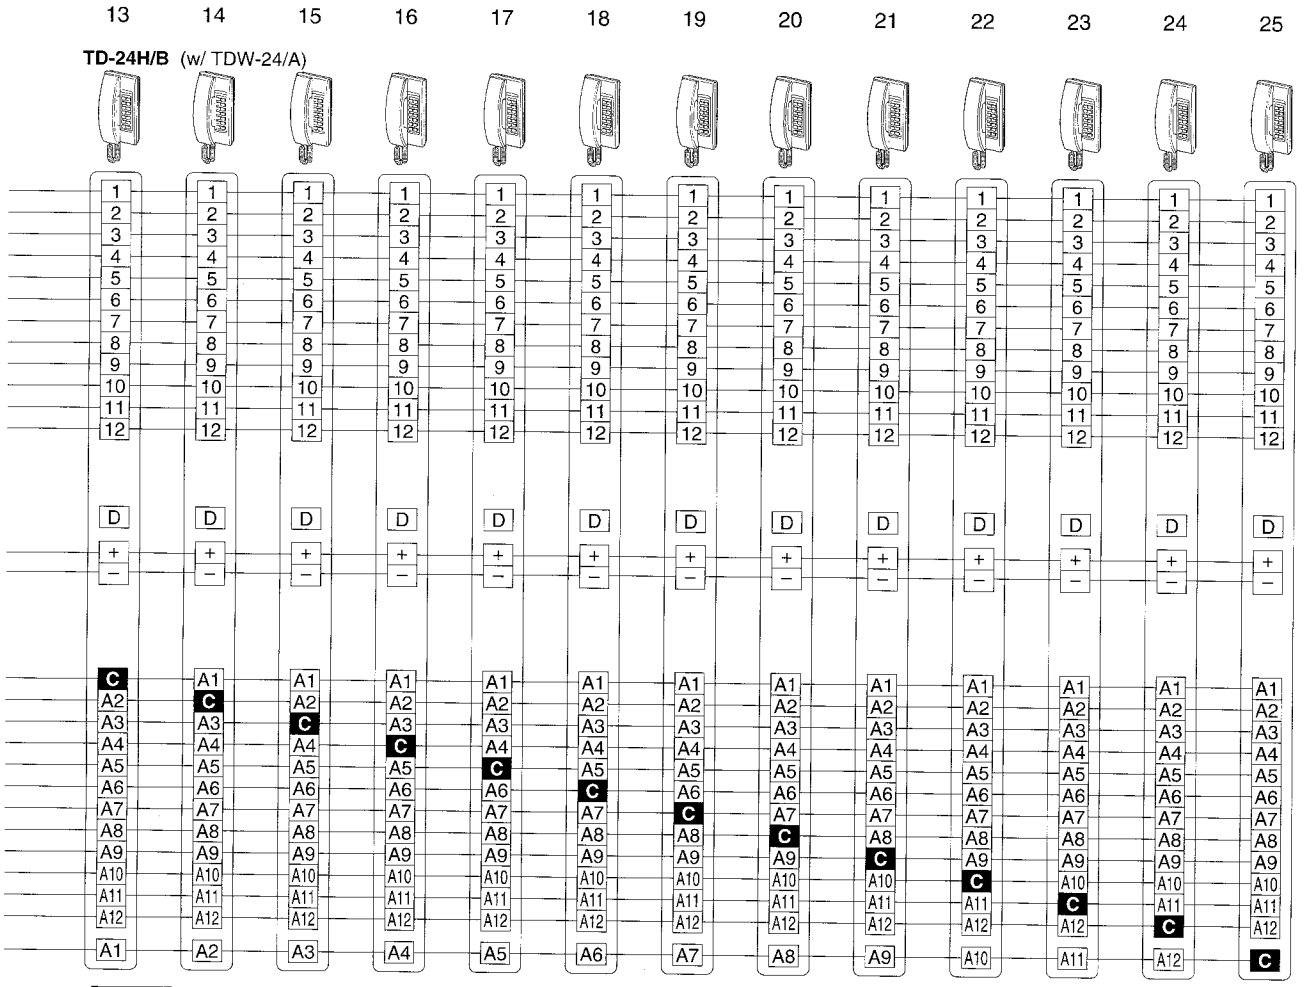 13 14 15 16 17 18 19 20 21 22 23 24 25
TD-24H/B (w/ TDW-24/A)
1 1 1 1 1 1 1 1 1 1 1 1 1
2 2 2 2 2 2 2 2 2 2 2 2 2
3 3 3 3 3 3 3 3 3 3 3 3 3
4 4 4 4 4 4 4 4 4 4 4 4 4
5 5 5 5 5 5 5 5 5 5 5 5 5
6 6 6 6 6 6 6 6 6 6 6 6 6
7 7 7 7 7 7 7 7 7 7 7 7 7
8 8 8 8 8 8 8 8 8 8 8 8 8
9 9 9 9 9 9 9 9 9 9 9 9 9
10 10 10 10 10 10 10 10 10 10 10 10 10
11 11 11 11 11 11 11 11 11 11 11 11 11
12 12 12 12 12 12 12 12 12 12 12 12 12
D D D D D D D D D D D D D
+ + + + + + + + + + + + +
− − − − − − − − − − − − −
C A1 A1 A1 A1 A1 A1 A1 A1 A1 A1 A1 A1
A2 C A2 A2 A2 A2 A2 A2 A2 A2 A2 A2 A2
A3 A3 C A3 A3 A3 A3 A3 A3 A3 A3 A3 A3
A4 A4 A4 C A4 A4 A4 A4 A4 A4 A4 A4 A4
A5 A5 A5 A5 C A5 A5 A5 A5 A5 A5 A5 A5
A6 A6 A6 A6 A6 C A6 A6 A6 A6 A6 A6 A6
A7 A7 A7 A7 A7 A7 C A7 A7 A7 A7 A7 A7
A8 A8 A8 A8 A8 A8 A8 C A8 A8 A8 A8 A8
A9 A9 A9 A9 A9 A9 A9 A9 C A9 A9 A9 A9
A10 A10 A10 A10 A10 A10 A10 A10 A10 C A10 A10 A10
A11 A11 A11 A11 A11 A11 A11 A11 A11 A11 C A11 A11
A12 A12 A12 A12 A12 A12 A12 A12 A12 A12 A12 C A12
A1 A2 A3 A4 A5 A6 A7 A8 A9 A10 A11 A12 C